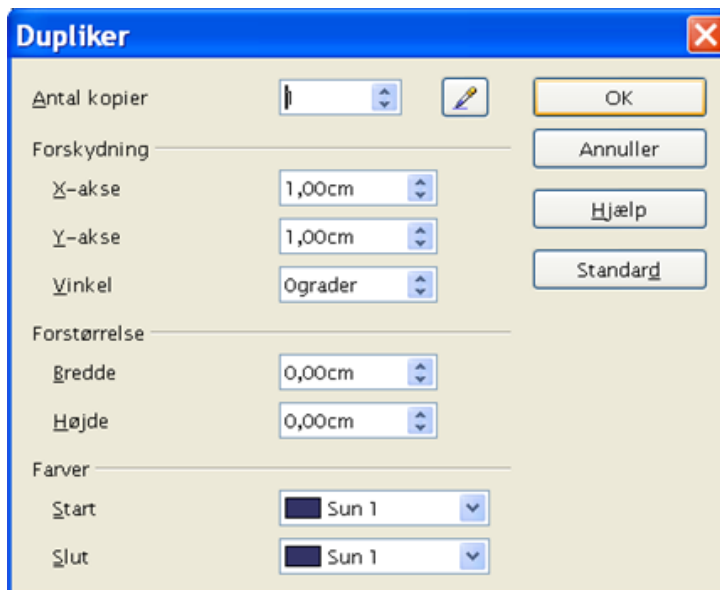 Dupliker
Antal kopier 1 OK
Forskydning Annuller
X-akse 1,00cm Hjælp
Y-akse 1,00cm
Vinkel 0grader Standard
Forstørrelse
Bredde 0,00cm
Højde 0,00cm
Farver
Start Sun 1
Slut Sun 1